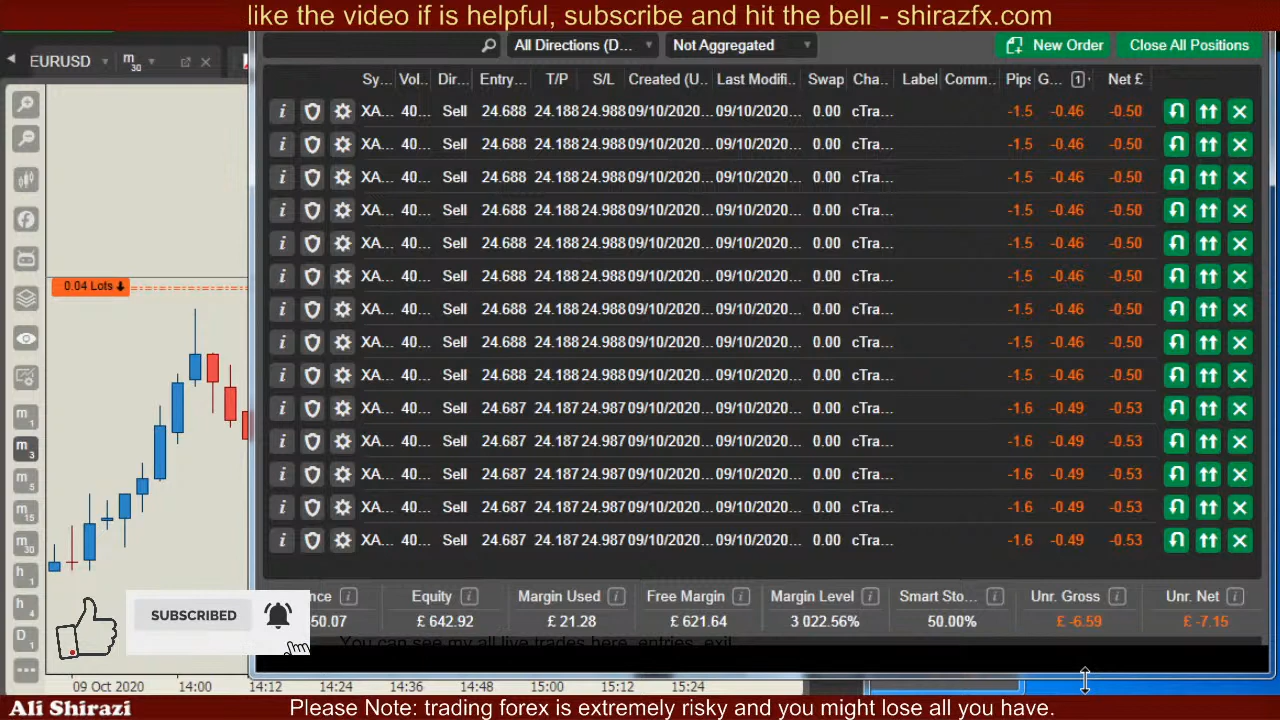 like the video if is helpful, subscribe and hit the bell - shirazfx.com
EURUSD m30
All Directions (D... Not Aggregated New Order Close All Positions
Sy... Vol... Dir... Entry... T/P S/L Created (U... Last Modifi... Swap Cha... Label Comm... Pips G... 1 Net £
XA... 40... Sell 24.688 24.188 24.988 09/10/2020... 09/10/2020... 0.00 cTra... -1.5 -0.46 -0.50
XA... 40... Sell 24.688 24.188 24.988 09/10/2020... 09/10/2020... 0.00 cTra... -1.5 -0.46 -0.50
XA... 40... Sell 24.688 24.188 24.988 09/10/2020... 09/10/2020... 0.00 cTra... -1.5 -0.46 -0.50
XA... 40... Sell 24.688 24.188 24.988 09/10/2020... 09/10/2020... 0.00 cTra... -1.5 -0.46 -0.50
XA... 40... Sell 24.688 24.188 24.988 09/10/2020... 09/10/2020... 0.00 cTra... -1.5 -0.46 -0.50
XA... 40... Sell 24.688 24.188 24.988 09/10/2020... 09/10/2020... 0.00 cTra... -1.5 -0.46 -0.50
XA... 40... Sell 24.688 24.188 24.988 09/10/2020... 09/10/2020... 0.00 cTra... -1.5 -0.46 -0.50
XA... 40... Sell 24.688 24.188 24.988 09/10/2020... 09/10/2020... 0.00 cTra... -1.5 -0.46 -0.50
XA... 40... Sell 24.688 24.188 24.988 09/10/2020... 09/10/2020... 0.00 cTra... -1.5 -0.46 -0.50
XA... 40... Sell 24.687 24.187 24.987 09/10/2020... 09/10/2020... 0.00 cTra... -1.6 -0.49 -0.53
XA... 40... Sell 24.687 24.187 24.987 09/10/2020... 09/10/2020... 0.00 cTra... -1.6 -0.49 -0.53
XA... 40... Sell 24.687 24.187 24.987 09/10/2020... 09/10/2020... 0.00 cTra... -1.6 -0.49 -0.53
XA... 40... Sell 24.687 24.187 24.987 09/10/2020... 09/10/2020... 0.00 cTra... -1.6 -0.49 -0.53
XA... 40... Sell 24.687 24.187 24.987 09/10/2020... 09/10/2020... 0.00 cTra... -1.6 -0.49 -0.53
0.04 Lots
m1
m3
m5
m15
m30
h1
h4
D1
nce Equity Margin Used Free Margin Margin Level Smart Sto... Unr. Gross Unr. Net
50.07 £ 642.92 £ 21.28 £ 621.64 3 022.56% 50.00% £ -6.59 £ -7.15
SUBSCRIBED
You can see my all live trades here, entries, exit
09 Oct 2020 14:00 14:12 14:24 14:36 14:48 15:00 15:12 15:24
Ali Shirazi
Please Note: trading forex is extremely risky and you might lose all you have.